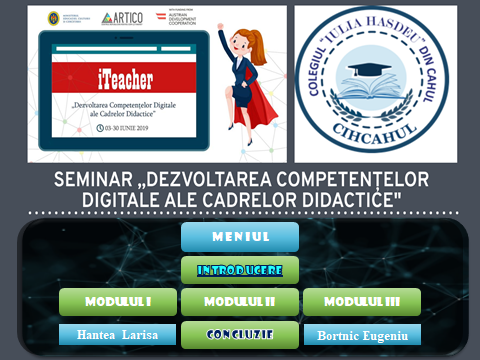 ARTICO
AUSTRIAN
DEVELOPMENT
COOPERATION
iTeacher
„Dezvoltarea Competențelor Digitale
ale Cadrelor Didactice"
03-30 IUNIE 2019
COLEGIUL "IULIA HASDEU" DIN CAHUL
CIHCAHUL
SEMINAR „DEZVOLTAREA COMPETENȚELOR
DIGITALE ALE CADRELOR DIDACTICE"
MENIUL
INTRODUCERE
MODULUL I MODULUL II MODULUL III
Hantea Larisa CONCLUZIE Bortnic Eugeniu